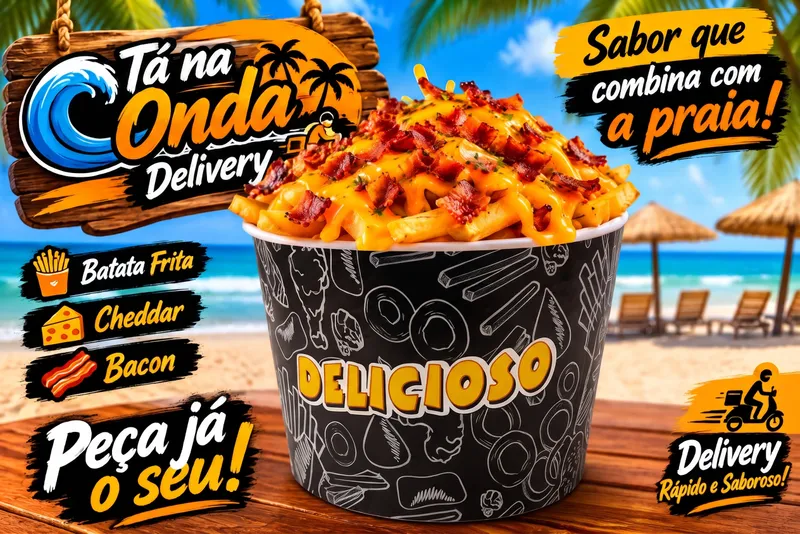 Tá na
Onda
Delivery
Sabor que
combina com
a praia!
Batata Frita
Cheddar
Bacon
DELICIOSO
Peça já
o seu!
Delivery
Rápido e Saboroso!